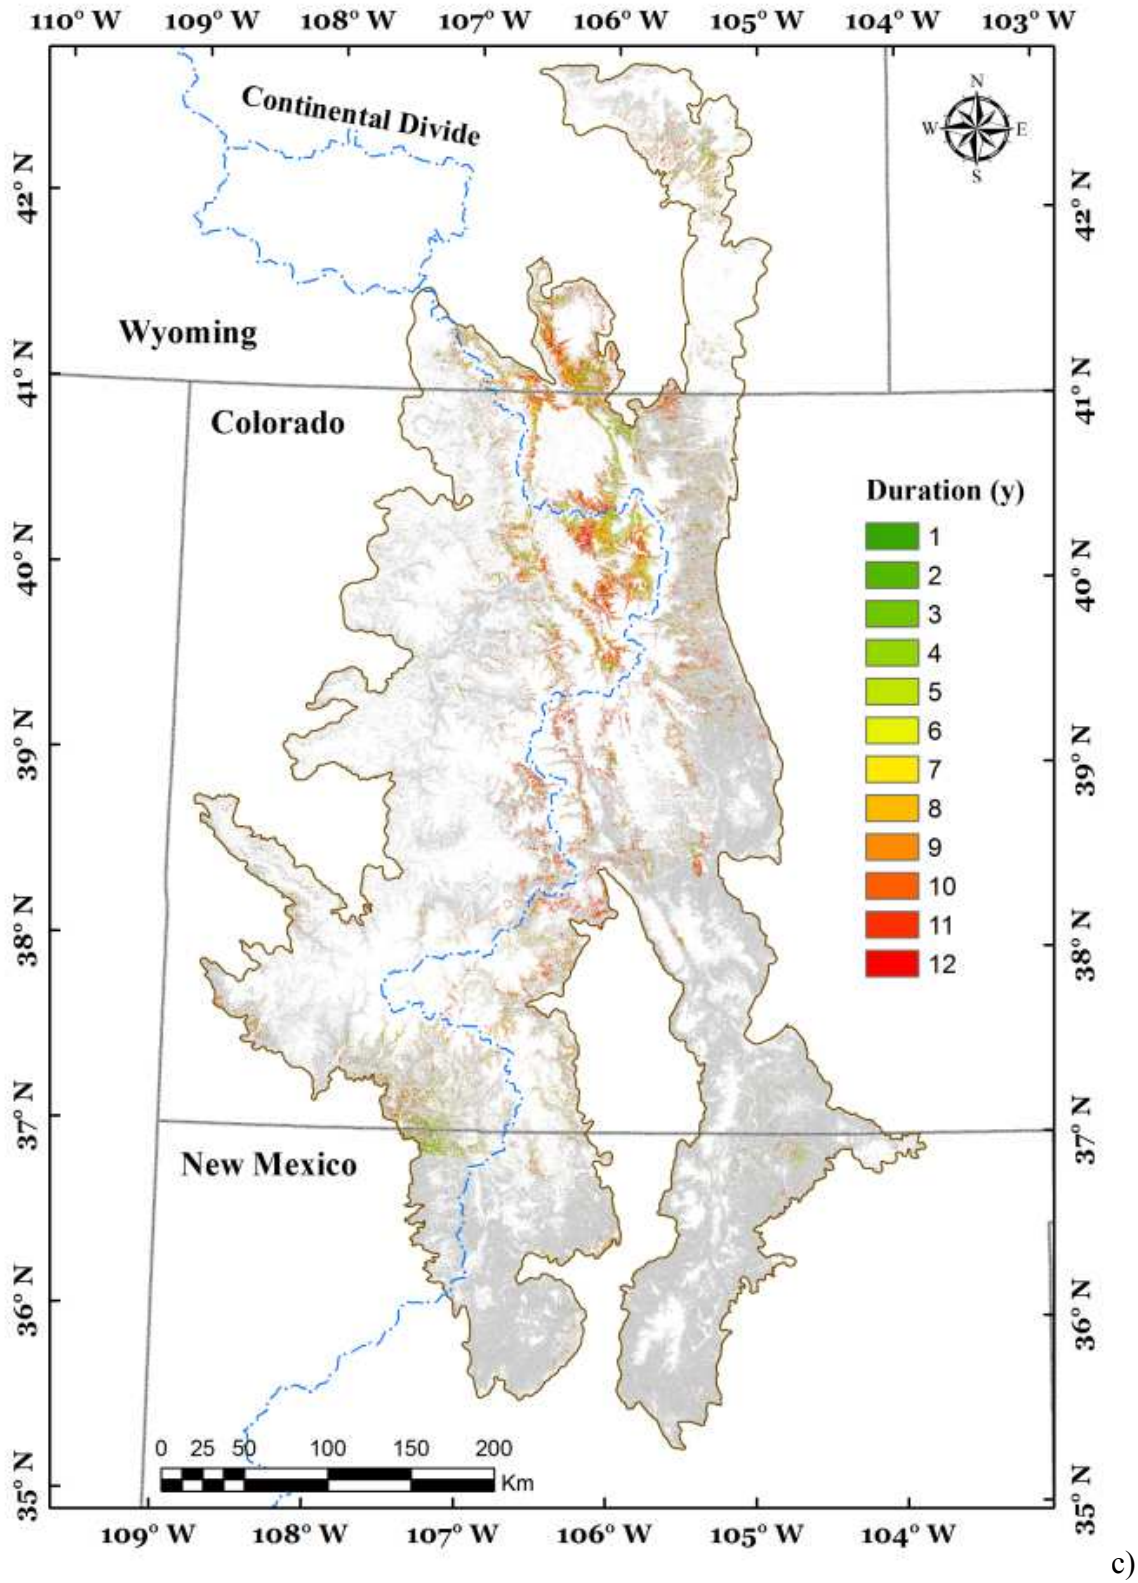 110° W 109° W 108° W 107° W 106° W 105° W 104° W 103° W
Continental Divide
N
W E
S
42° N
42° N
Wyoming
41° N
41° N
Colorado
Duration (y)
1
2
3
4
5
6
7
8
9
10
11
12
40° N
40° N
39° N
39° N
38° N
38° N
37° N
37° N
New Mexico
36° N
36° N
0 25 50 100 150 200
Km
35° N
35° N
109° W 108° W 107° W 106° W 105° W 104° W
c)